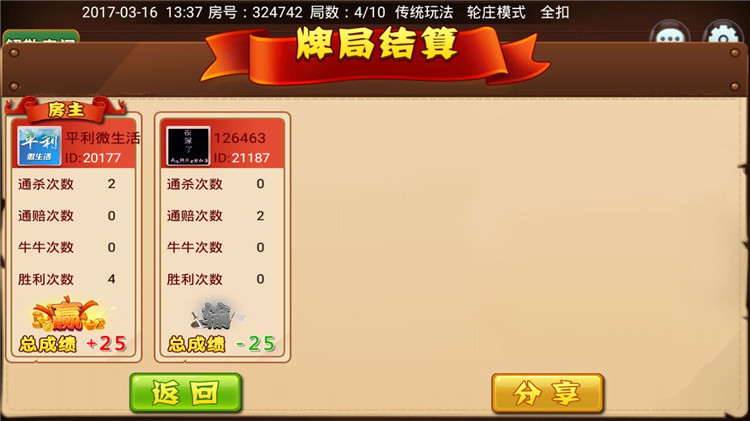 2017-03-16 13:37 房号：324742 局数：4/10 传统玩法 轮庄模式 全扣
牌局结算
房主
平利
微生活
平利微生活
ID:20177
通杀次数 2
通赔次数 0
牛牛次数 0
胜利次数 4
赢
总成绩 +25
夜深了
126463
ID:21187
通杀次数 0
通赔次数 2
牛牛次数 0
胜利次数 0
输
总成绩 -25
返回
分享